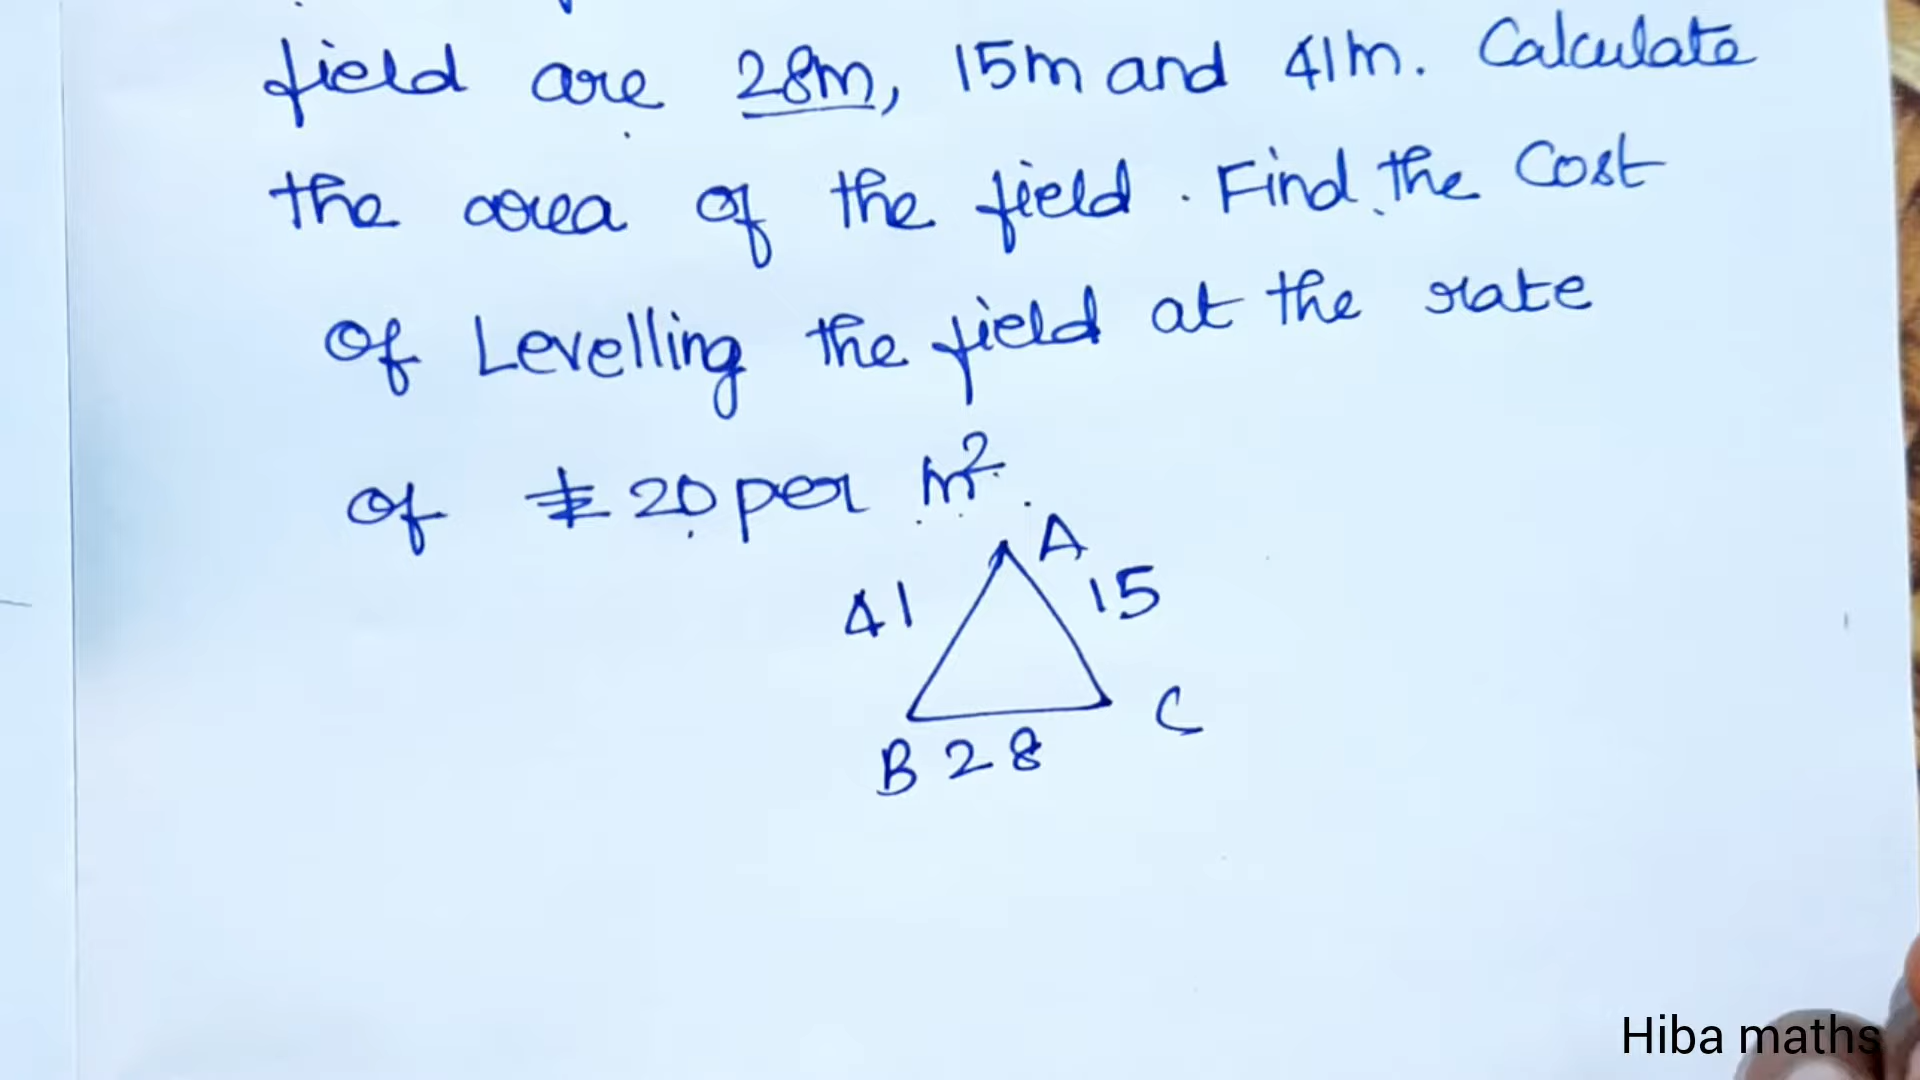 field are 28m, 15m and 41m. Calculate
the area of the field. Find the Cost
of Levelling the field at the rate
of ₹ 20 per m².
A
41
15
B 28
C
Hiba maths